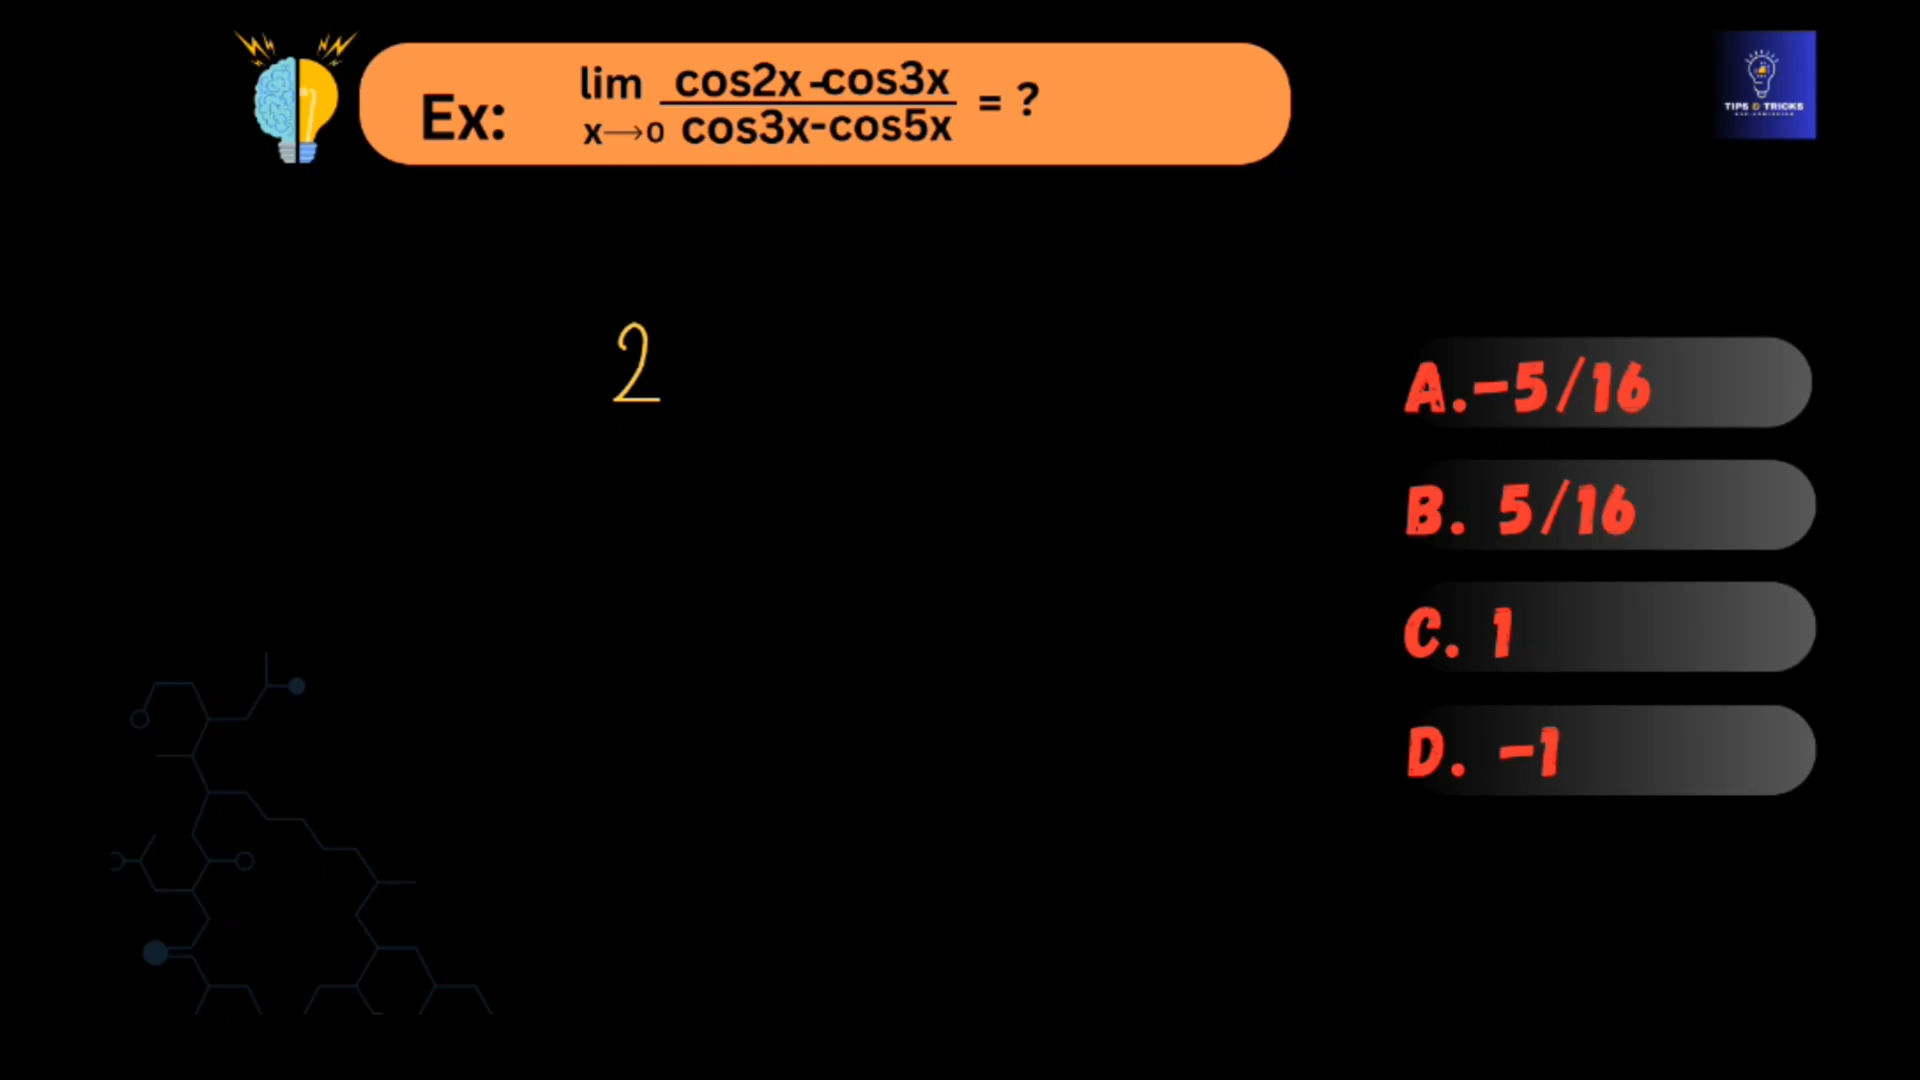 Ex: lim x→0 cos2x-cos3x / cos3x-cos5x = ?
TIPS & TRICKS
2
A.-5/16
B. 5/16
C. 1
D. -1